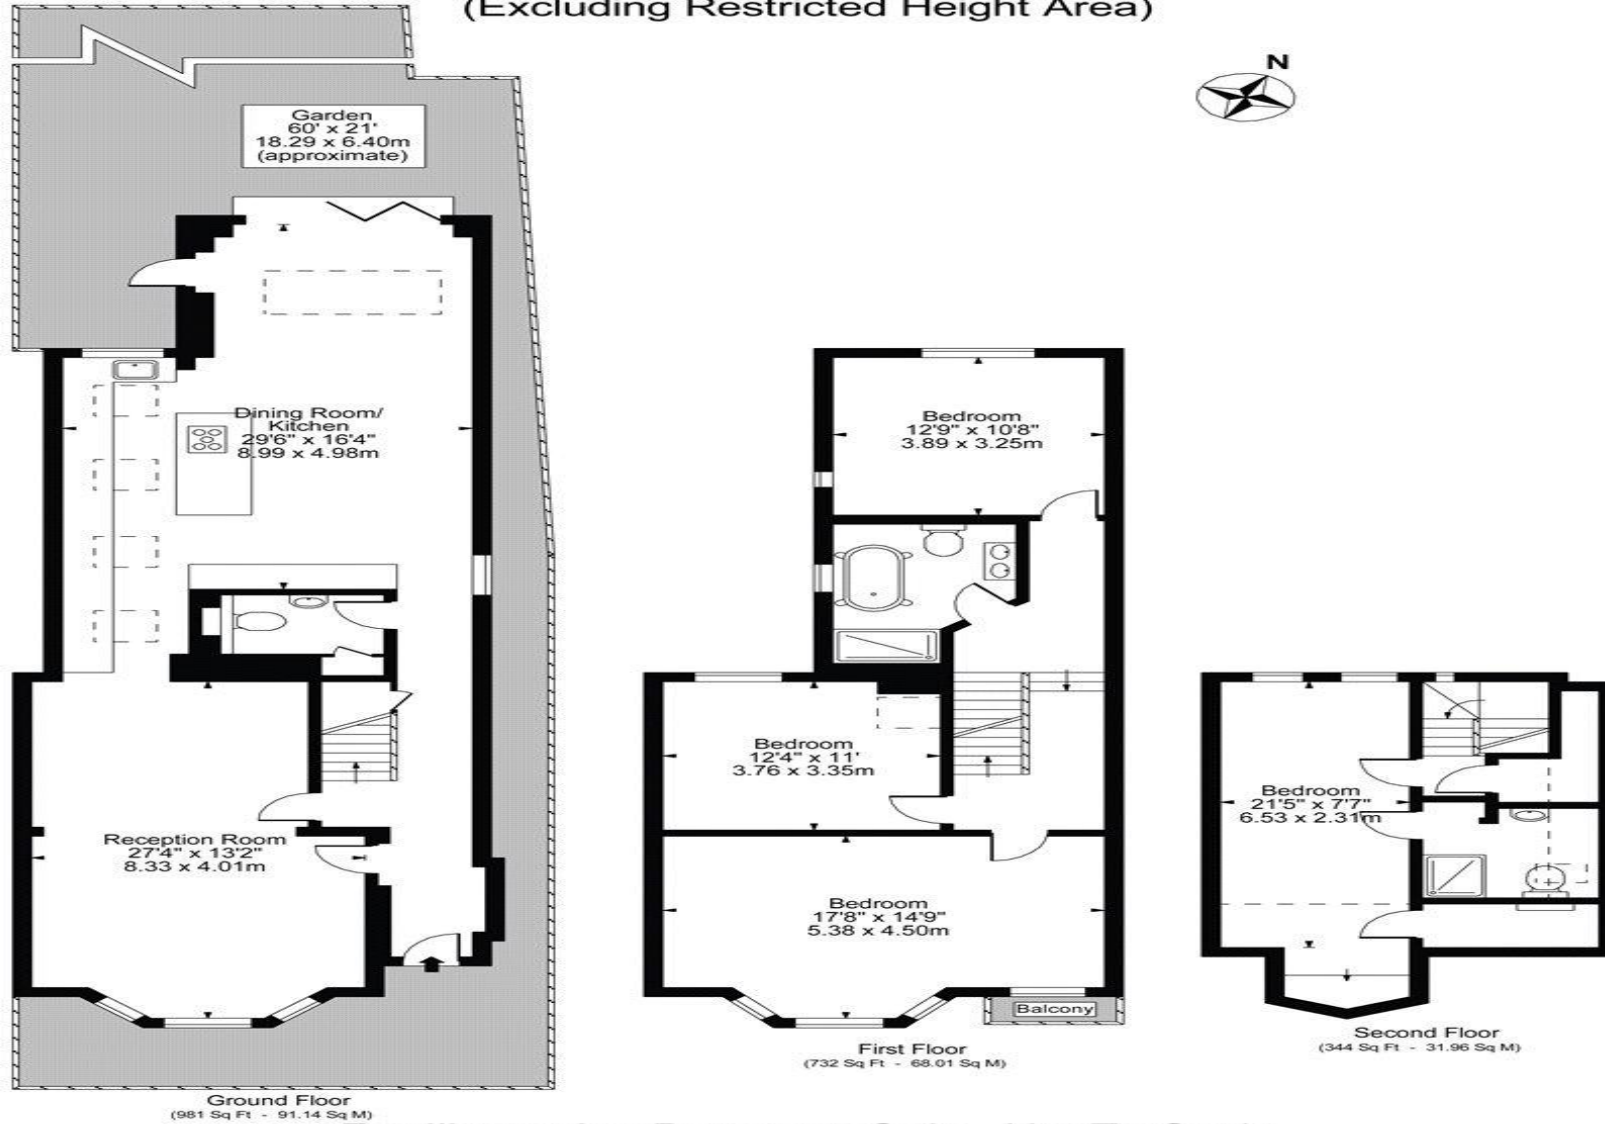 (Excluding Restricted Height Area)
N
Garden
60' x 21'
18.29 x 6.40m
(approximate)
Dining Room/
Kitchen
29'6" x 16'4"
8.99 x 4.98m
Reception Room
27'4" x 13'2"
8.33 x 4.01m
Ground Floor
(981 Sq Ft - 91.14 Sq M)
Bedroom
12'9" x 10'8"
3.89 x 3.25m
Bedroom
12'4" x 11'
3.76 x 3.35m
Bedroom
17'8" x 14'9"
5.38 x 4.50m
Balcony
First Floor
(732 Sq Ft - 68.01 Sq M)
Bedroom
21'5" x 7'7"
6.53 x 2.31m
Second Floor
(344 Sq Ft - 31.96 Sq M)